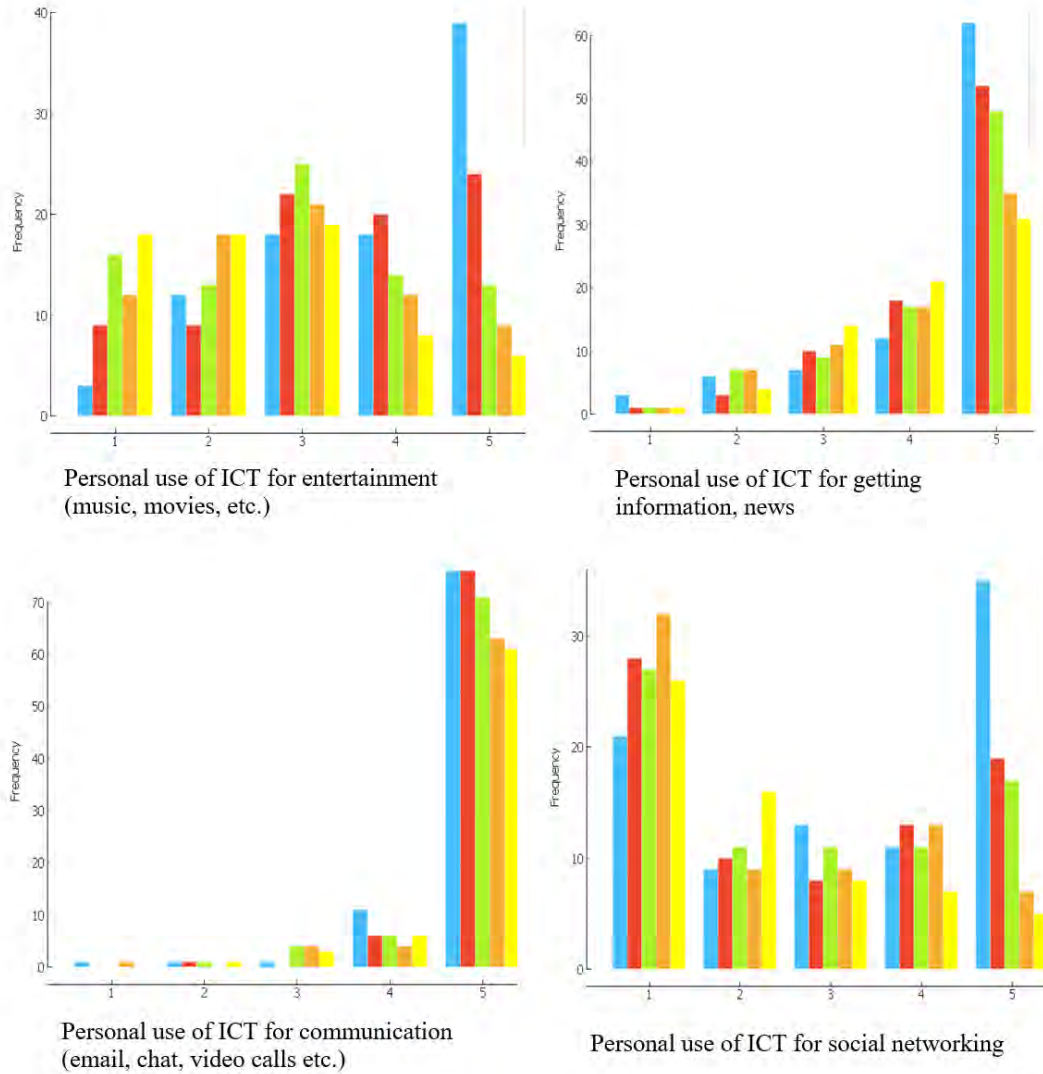 40
30
20
10
0
Frequency
1 2 3 4 5
Personal use of ICT for entertainment
(music, movies, etc.)
60
50
40
30
20
10
0
Frequency
1 2 3 4 5
Personal use of ICT for getting
information, news
70
60
50
40
30
20
10
0
Frequency
1 2 3 4 5
Personal use of ICT for communication
(email, chat, video calls etc.)
30
20
10
0
Frequency
1 2 3 4 5
Personal use of ICT for social networking